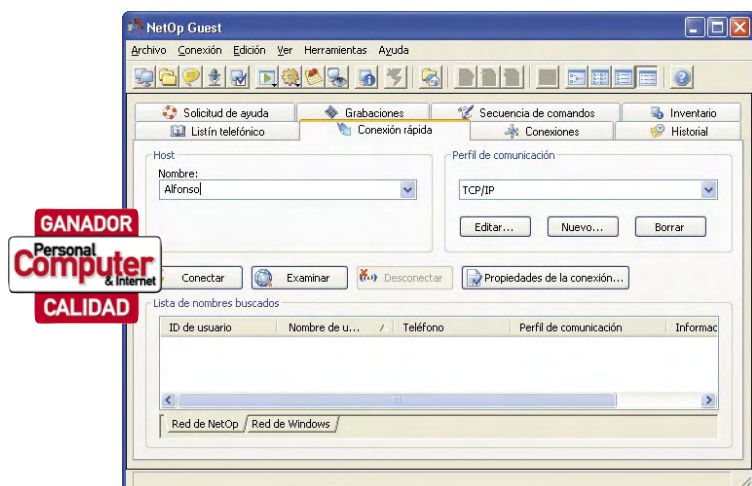 NetOp Guest
Archivo Conexión Edición Ver Herramientas Ayuda
Solicitud de ayuda Grabaciones Secuencia de comandos Inventario
Listín telefónico Conexión rápida Conexiones Historial
Host Perfil de comunicación
Nombre:
Alfonso TCP/IP
Editar... Nuevo... Borrar
GANADOR
Personal
Computer
& Internet
CALIDAD
Conectar Examinar Desconectar Propiedades de la conexión...
Lista de nombres buscados
ID de usuario Nombre de u... Teléfono Perfil de comunicación Informac
Red de NetOp Red de Windows